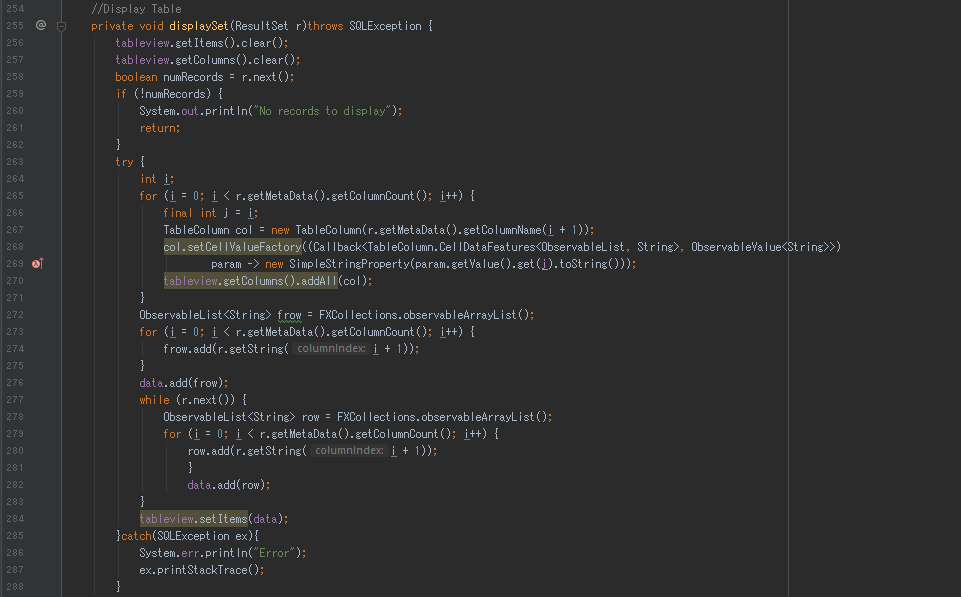 254 //Display Table
255 @ private void displaySet(ResultSet r)throws SQLException {
256 tableview.getItems().clear();
257 tableview.getColumns().clear();
258 boolean numRecords = r.next();
259 if (!numRecords) {
260 System.out.println("No records to display");
261 return;
262 }
263 try {
264 int i;
265 for (i = 0; i < r.getMetaData().getColumnCount(); i++) {
266 final int j = i;
267 TableColumn col = new TableColumn(r.getMetaData().getColumnName(i + 1));
268 col.setCellValueFactory((Callback<TableColumn.CellDataFeatures<ObservableList, String>, ObservableValue<String>>)
269 param -> new SimpleStringProperty(param.getValue().get(j).toString()));
270 tableview.getColumns().addAll(col);
271 }
272 ObservableList<String> frow = FXCollections.observableArrayList();
273 for (i = 0; i < r.getMetaData().getColumnCount(); i++) {
274 frow.add(r.getString( columnIndex: i + 1));
275 }
276 data.add(frow);
277 while (r.next()) {
278 ObservableList<String> row = FXCollections.observableArrayList();
279 for (i = 0; i < r.getMetaData().getColumnCount(); i++) {
280 row.add(r.getString( columnIndex: i + 1));
281 }
282 data.add(row);
283 }
284 tableview.setItems(data);
285 }catch(SQLException ex){
286 System.err.println("Error");
287 ex.printStackTrace();
288 }